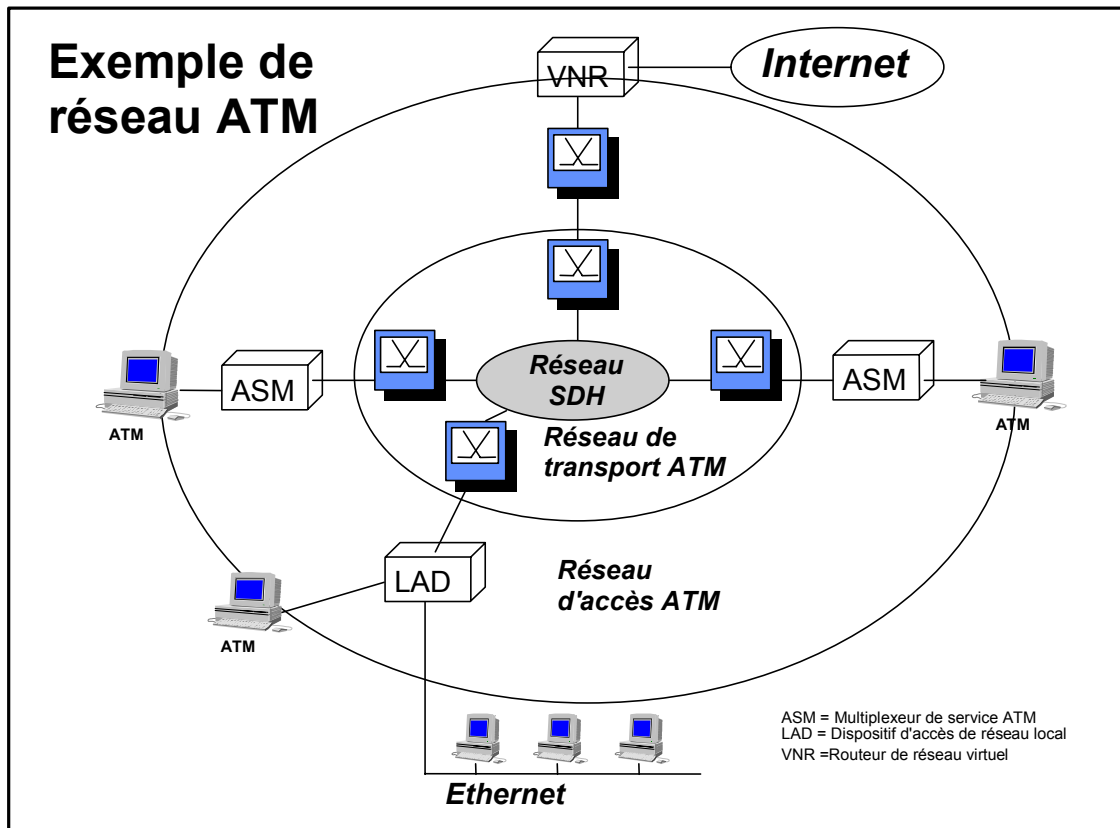 Exemple de
réseau ATM
VNR
Internet
ASM
Réseau
SDH
ASM
ATM
ATM
Réseau de
transport ATM
LAD
Réseau
d'accès ATM
ATM
ASM = Multiplexeur de service ATM
LAD = Dispositif d'accès de réseau local
VNR =Routeur de réseau virtuel
Ethernet